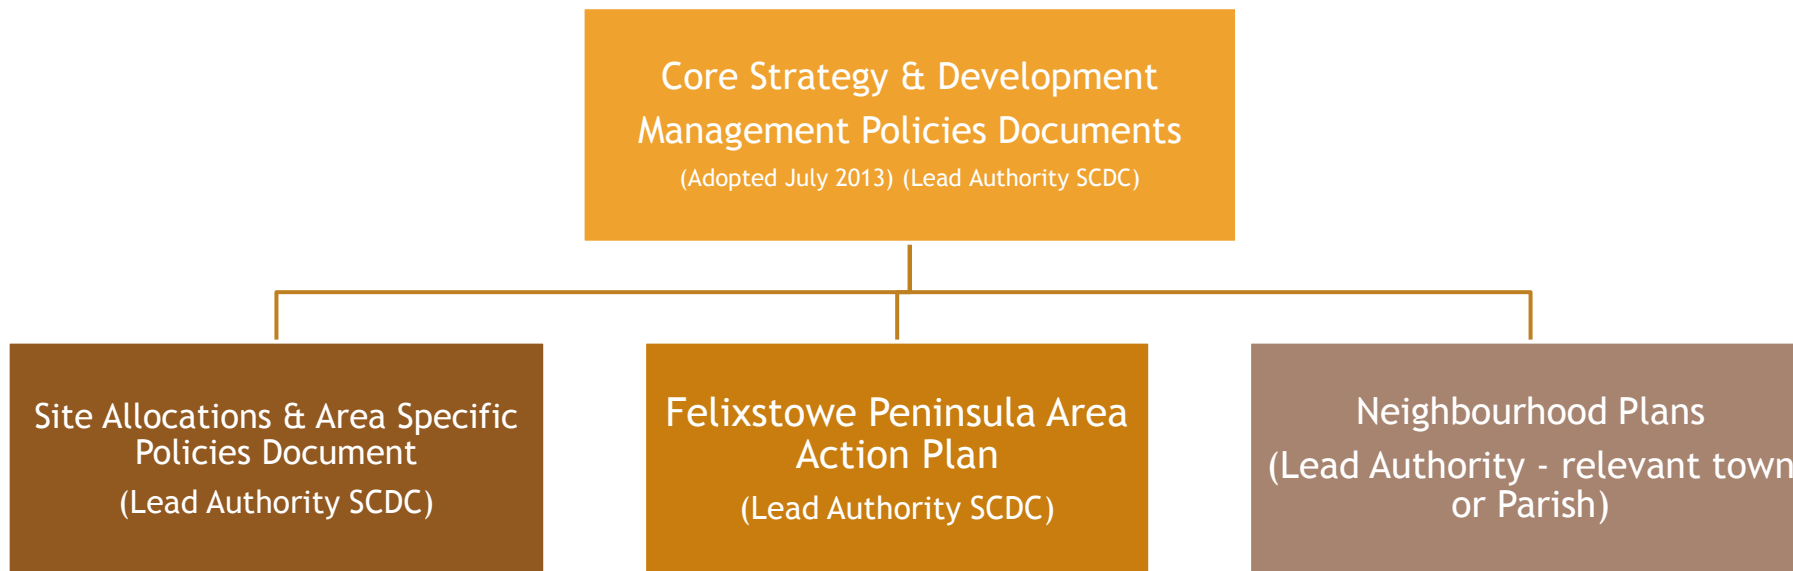 Core Strategy & Development
Management Policies Documents
(Adopted July 2013) (Lead Authority SCDC)
Site Allocations & Area Specific
Policies Document
(Lead Authority SCDC)
Felixstowe Peninsula Area
Action Plan
(Lead Authority SCDC)
Neighbourhood Plans
(Lead Authority - relevant town
or Parish)